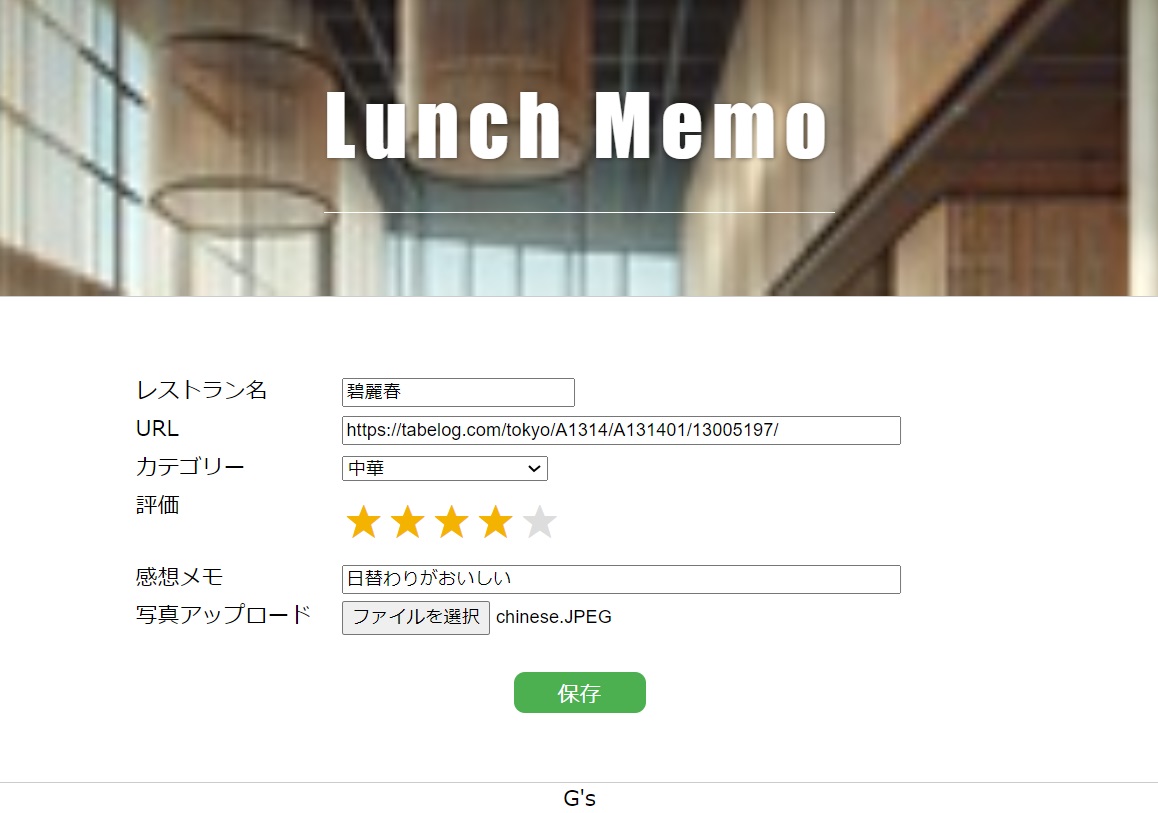 Lunch Memo
レストラン名 碧麗春
URL https://tabelog.com/tokyo/A1314/A131401/13005197/
カテゴリー 中華
評価
感想メモ 日替わりがおいしい
写真アップロード ファイルを選択 chinese.JPEG
保存
G's